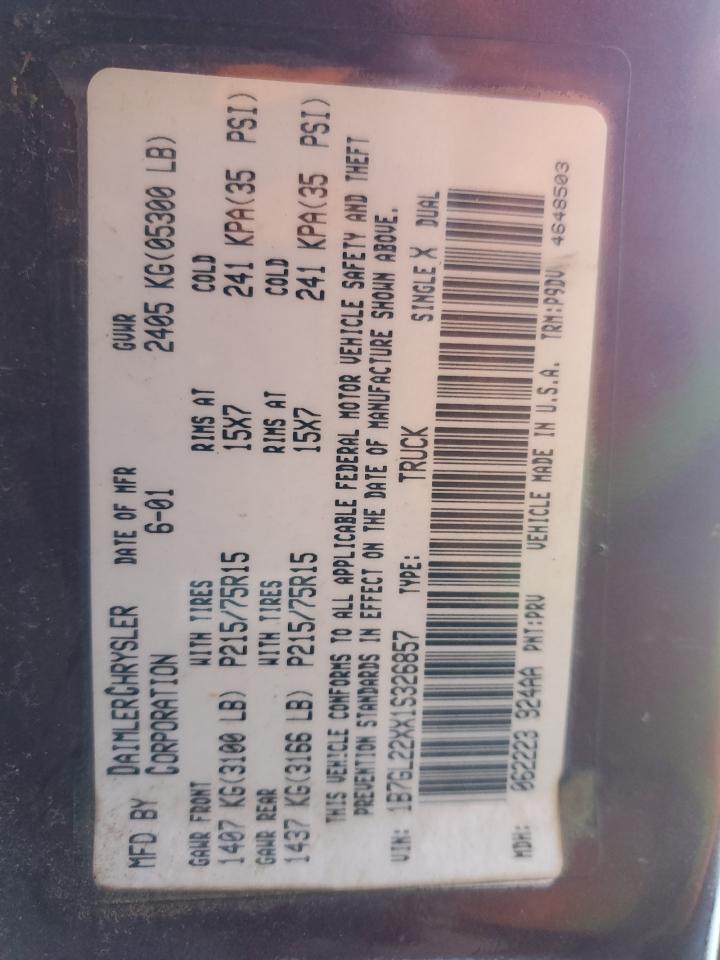 MFD BY DAIMLERCHRYSLER CORPORATION DATE OF MFR 6-01 GVWR 2405 KG(05300 LB)
GAWR FRONT WITH TIRES RIMS AT COLD
1407 KG(3100 LB) P215/75R15 15X7 241 KPA(35 PSI)
GAWR REAR WITH TIRES RIMS AT COLD
1437 KG(3166 LB) P215/75R15 15X7 241 KPA(35 PSI)
THIS VEHICLE CONFORMS TO ALL APPLICABLE FEDERAL MOTOR VEHICLE SAFETY AND THEFT
PREVENTION STANDARDS IN EFFECT ON THE DATE OF MANUFACTURE SHOWN ABOVE.
VIN: 1B7GL22XX1S326857 TYPE: TRUCK SINGLE X DUAL
MDH: 062223 924AA PNT:PRV VEHICLE MADE IN U.S.A. TRM:P9DV 4648503